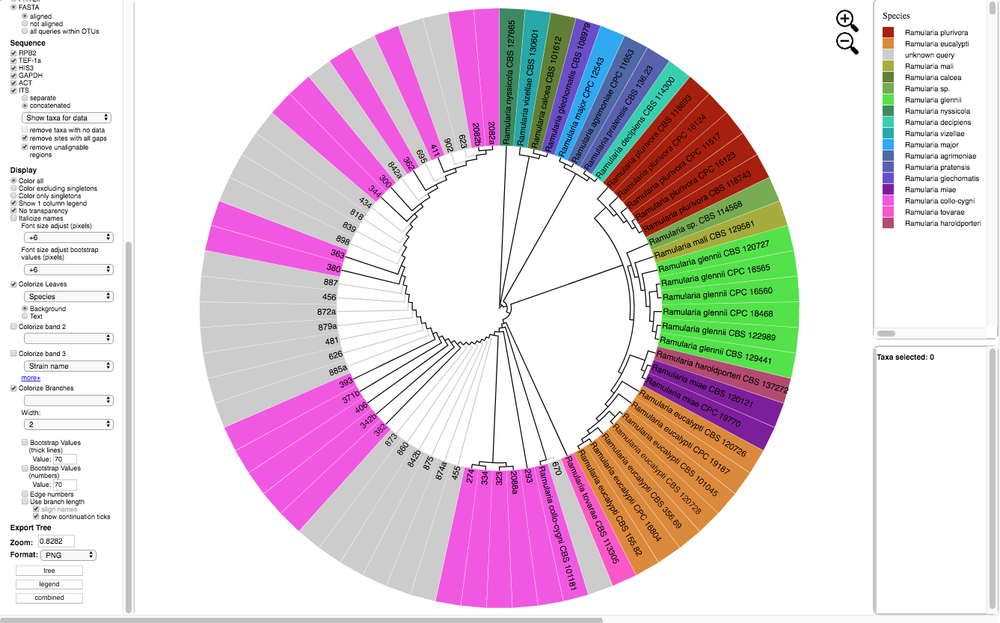 FASTA
aligned
not aligned
all queries within OTUs
Sequence
RPB2
TEF-1a
HIS3
GAPDH
ACT
ITS
separate
concatenated
Show taxa for data
remove taxa with no data
remove sites with all gaps
remove unalignable
regions
Display
Color all
Color excluding singletons
Color only singletons
Show 1 column legend
No transparency
Italicize names
Font size adjust (pixels)
+6
Font size adjust bootstrap
values (pixels)
+6
Colorize Leaves
Species
Background
Text
Colorize band 2
Colorize band 3
Strain name
more+
Colorize Branches
Width:
2
Bootstrap Values
(thick lines)
Value: 70
Bootstrap Values
(numbers)
Value: 70
Edge numbers
Use branch length
align names
show continuation ticks
Export Tree
Zoom: 0.8282
Format: PNG
tree
legend
combined
Ramularia nyssicola CBS 127665
Ramularia vizellae CBS 130601
Ramularia calcea CBS 101612
Ramularia glechomatis CBS 108979
Ramularia major CPC 12543
Ramularia agrimoniae CPC 11653
Ramularia pratensis CBS 136.23
Ramularia decipiens CBS 114300
Ramularia plurivora CBS 118693
Ramularia plurivora CPC 16124
Ramularia plurivora CPC 11517
Ramularia plurivora CPC 16123
Ramularia plurivora CBS 118743
Ramularia sp. CBS 114568
Ramularia mali CBS 129581
Ramularia glennii CBS 120727
Ramularia glennii CPC 16565
Ramularia glennii CPC 16560
Ramularia glennii CPC 18468
Ramularia glennii CBS 122989
Ramularia glennii CBS 129441
Ramularia haroldporteri CBS 137272
Ramularia miae CBS 120121
Ramularia miae CPC 19770
Ramularia eucalypti CBS 120726
Ramularia eucalypti CPC 19187
Ramularia eucalypti CBS 101045
Ramularia eucalypti CBS 120728
Ramularia eucalypti CBS 356.69
Ramularia eucalypti CPC 16804
Ramularia eucalypti CBS 155.82
Ramularia tovarae CBS 113305
670
Ramularia collo-cygni CBS 101181
293
2088a
323
334
274
455
874a
875
842b
860
873
382
342b
406
371b
393
885a
626
481
879a
872a
456
887
380
363
898
839
818
434
344
300
842a
362
695
411
902
623
2082b
2082a
Species
Ramularia plurivora
Ramularia eucalypti
unknown query
Ramularia mali
Ramularia calcea
Ramularia sp.
Ramularia glennii
Ramularia nyssicola
Ramularia decipiens
Ramularia vizellae
Ramularia major
Ramularia agrimoniae
Ramularia pratensis
Ramularia glechomatis
Ramularia miae
Ramularia collo-cygni
Ramularia tovarae
Ramularia haroldporteri
Taxa selected: 0